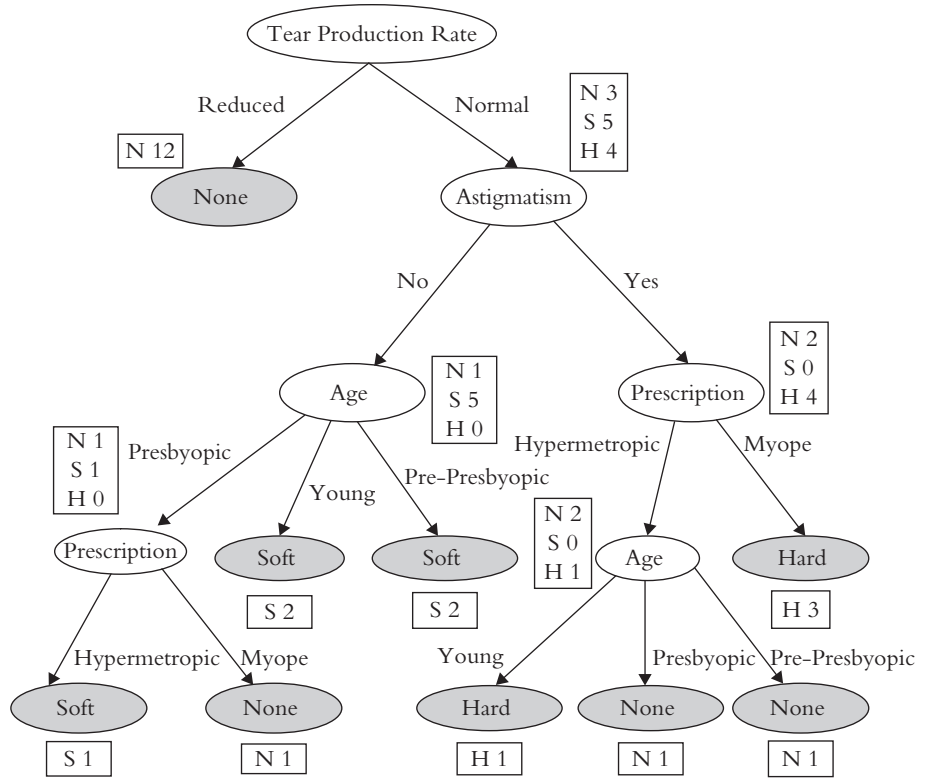 Tear Production Rate
Reduced
Normal
N 3
S 5
H 4
N 12
None
Astigmatism
No
Yes
N 1
S 5
H 0
N 2
S 0
H 4
Age
Prescription
N 1
S 1
H 0
Presbyopic
Young
Pre-Presbyopic
Hypermetropic
Myope
N 2
S 0
H 1
Prescription
Soft
Soft
Age
Hard
S 2
S 2
H 3
Hypermetropic
Myope
Young
Presbyopic
Pre-Presbyopic
Soft
None
Hard
None
None
S 1
N 1
H 1
N 1
N 1